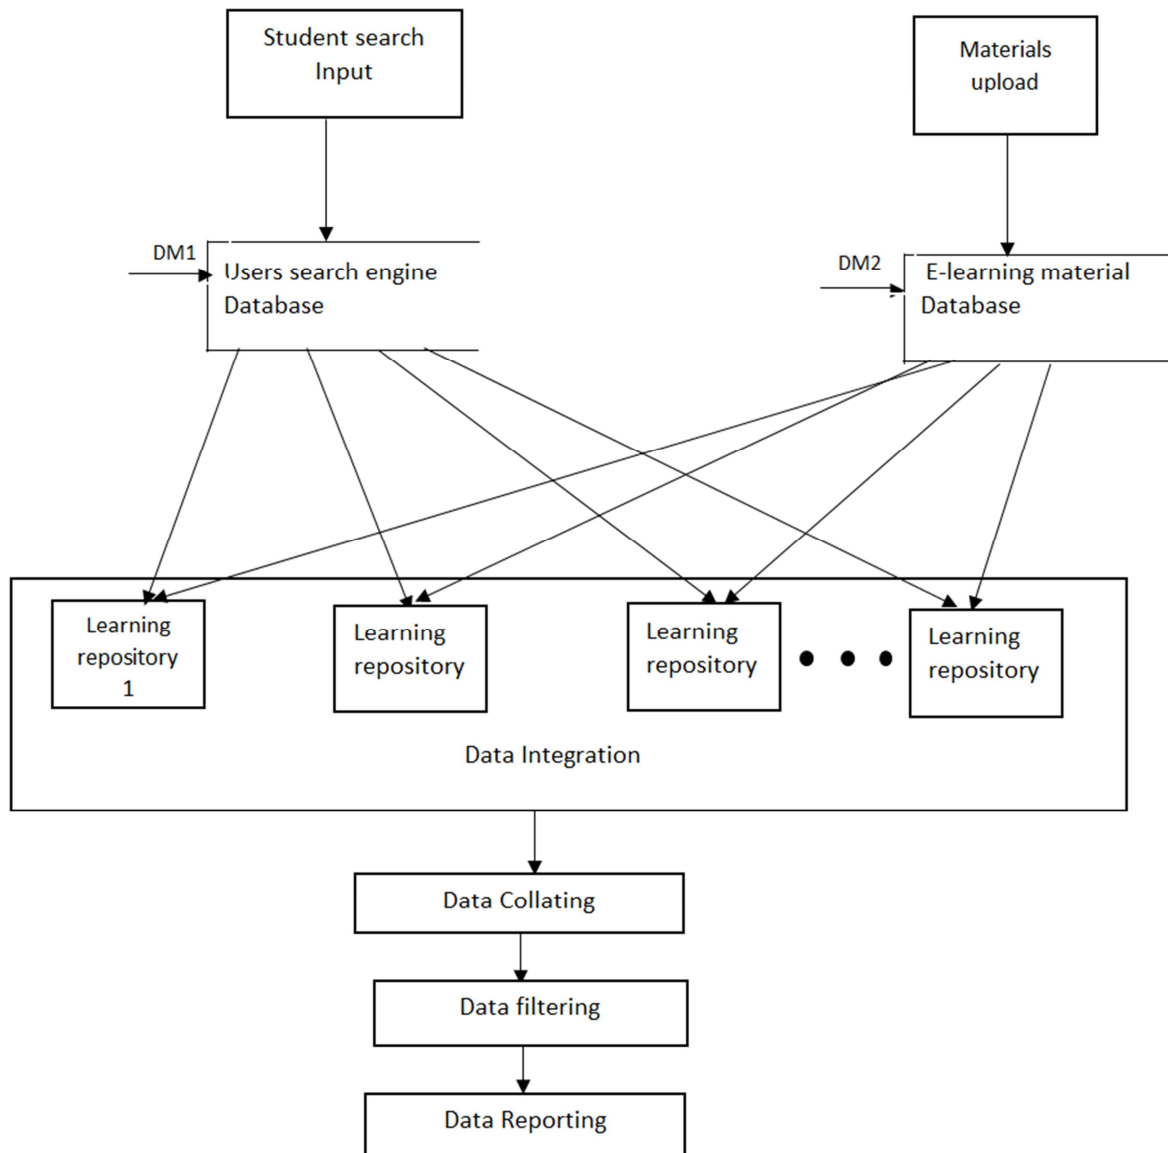 Student search
Input
Materials
upload
DM1
Users search engine
Database
DM2
E-learning material
Database
Learning
repository
1
Learning
repository
Learning
repository
Learning
repository
Data Integration
Data Collating
Data filtering
Data Reporting